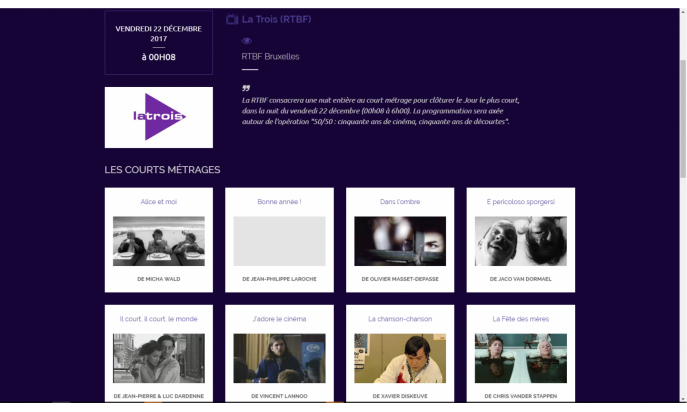 VENDREDI 22 DÉCEMBRE
2017
à 00H08
La Trois (RTBF)
RTBF Bruxelles
latrois
La RTBF consacrera une nuit entière au court métrage pour clôturer le Jour le plus court,
dans la nuit du vendredi 22 décembre (00h08 à 6h00). La programmation sera axée
autour de l'opération "50/50 : cinquante ans de cinéma, cinquante ans de décourtes".
LES COURTS MÉTRAGES
Alice et moi
DE MICHA WALD
Bonne année !
DE JEAN-PHILIPPE LAROCHE
Dans l'ombre
DE OLIVIER MASSET-DEPASSE
E pericoloso sporgersi
DE JACO VAN DORMAEL
Il court, il court, le monde
DE JEAN-PIERRE & LUC DARDENNE
J'adore le cinéma
DE VINCENT LANNOO
La chanson-chanson
DE XAVIER DISKEUVE
La Fête des mères
DE CHRIS VANDER STAPPEN